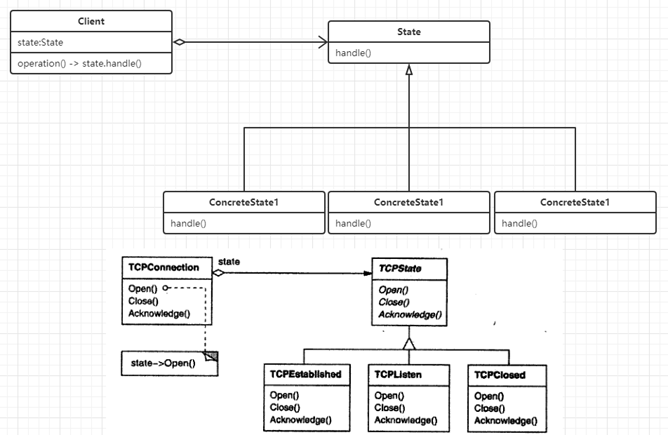 Client
state:State
operation() -> state.handle()
State
handle()
ConcreteState1
handle()
ConcreteState1
handle()
ConcreteState1
handle()
TCPConnection
Open()
Close()
Acknowledge()
state
TCPState
Open()
Close()
Acknowledge()
state->Open()
TCPEstablished
Open()
Close()
Acknowledge()
TCPListen
Open()
Close()
Acknowledge()
TCPClosed
Open()
Close()
Acknowledge()